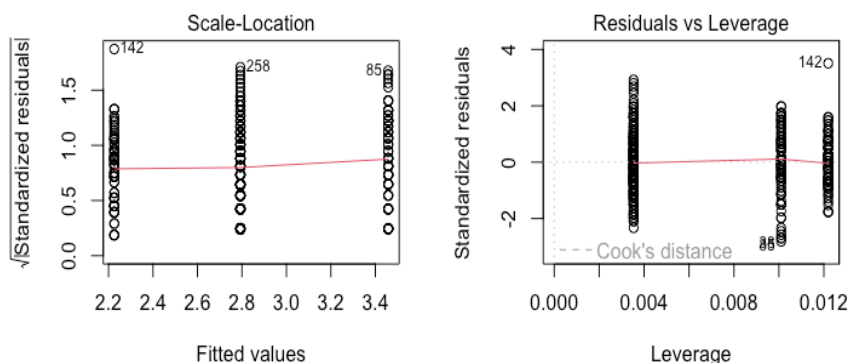 Scale-Location
√|Standardized residuals|
1.5
1.0
0.5
0.0
142
258
85
2.2 2.4 2.6 2.8 3.0 3.2 3.4
Fitted values
Residuals vs Leverage
Standardized residuals
4
2
0
-2
142
Cook's distance
0.000 0.004 0.008 0.012
Leverage